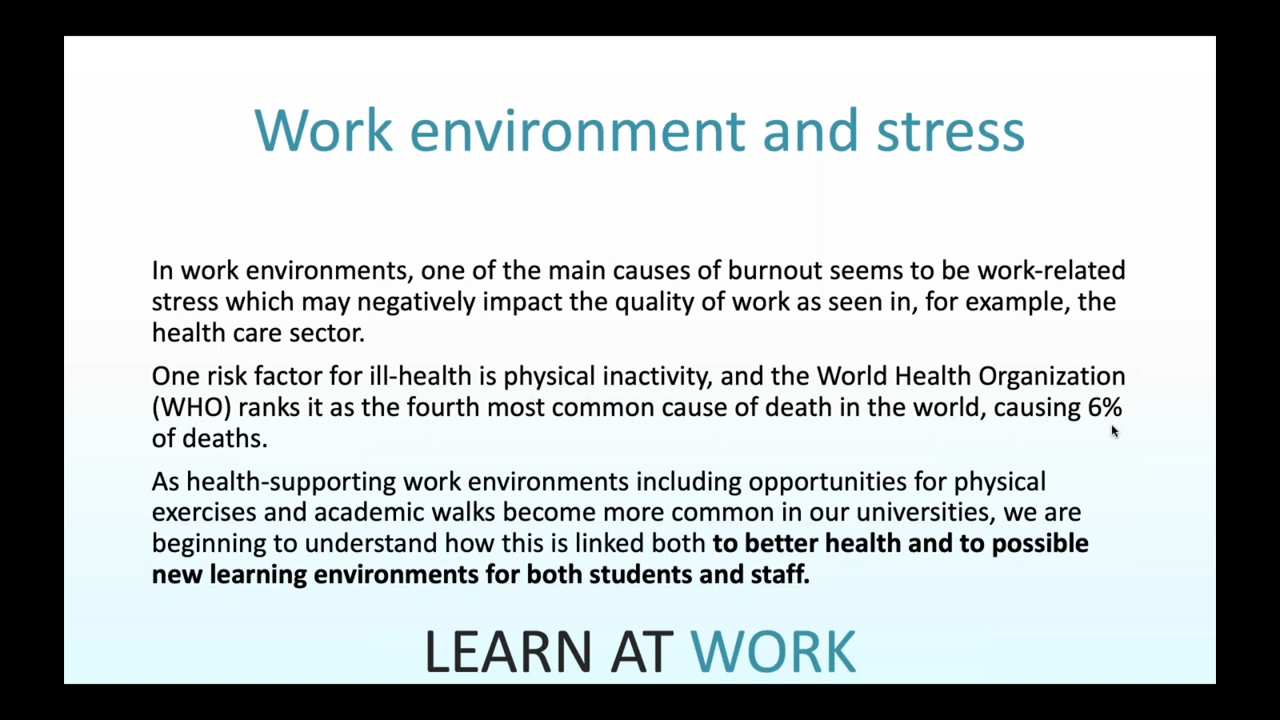 Work environment and stress
In work environments, one of the main causes of burnout seems to be work-related
stress which may negatively impact the quality of work as seen in, for example, the
health care sector.
One risk factor for ill-health is physical inactivity, and the World Health Organization
(WHO) ranks it as the fourth most common cause of death in the world, causing 6%
of deaths.
As health-supporting work environments including opportunities for physical
exercises and academic walks become more common in our universities, we are
beginning to understand how this is linked both to better health and to possible
new learning environments for both students and staff.
LEARN AT WORK